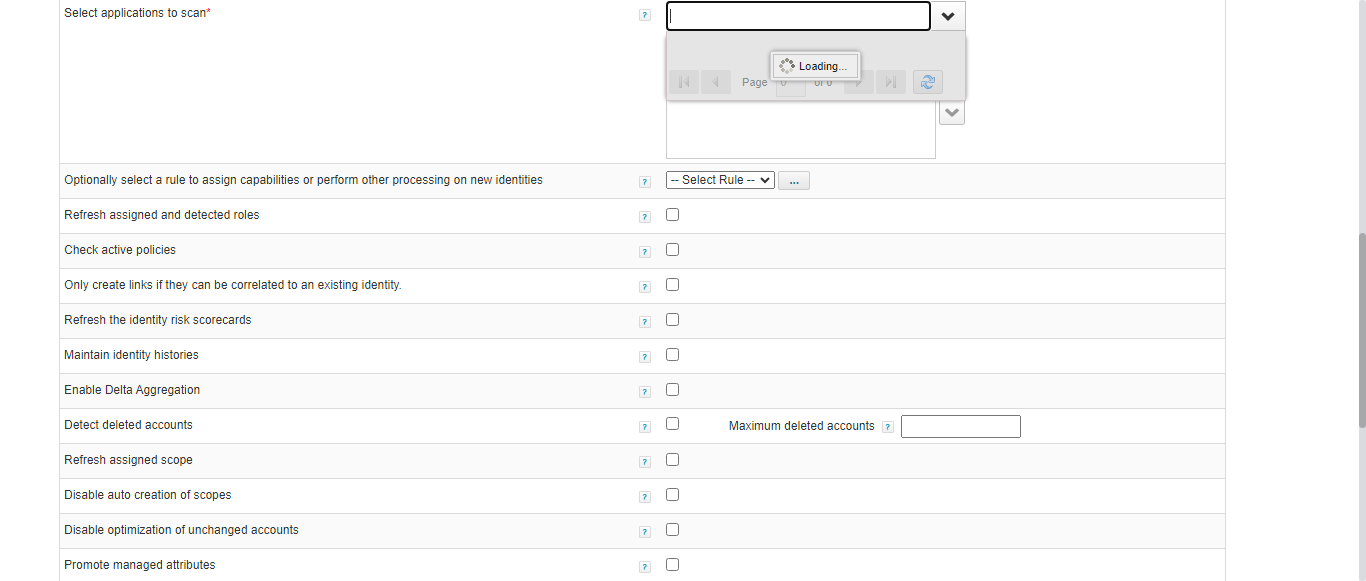 Select applications to scan* ?
Loading...
Page 0 of 0
Optionally select a rule to assign capabilities or perform other processing on new identities ? -- Select Rule -- ...
Refresh assigned and detected roles ?
Check active policies ?
Only create links if they can be correlated to an existing identity. ?
Refresh the identity risk scorecards ?
Maintain identity histories ?
Enable Delta Aggregation ?
Detect deleted accounts ? Maximum deleted accounts ?
Refresh assigned scope ?
Disable auto creation of scopes ?
Disable optimization of unchanged accounts ?
Promote managed attributes ?